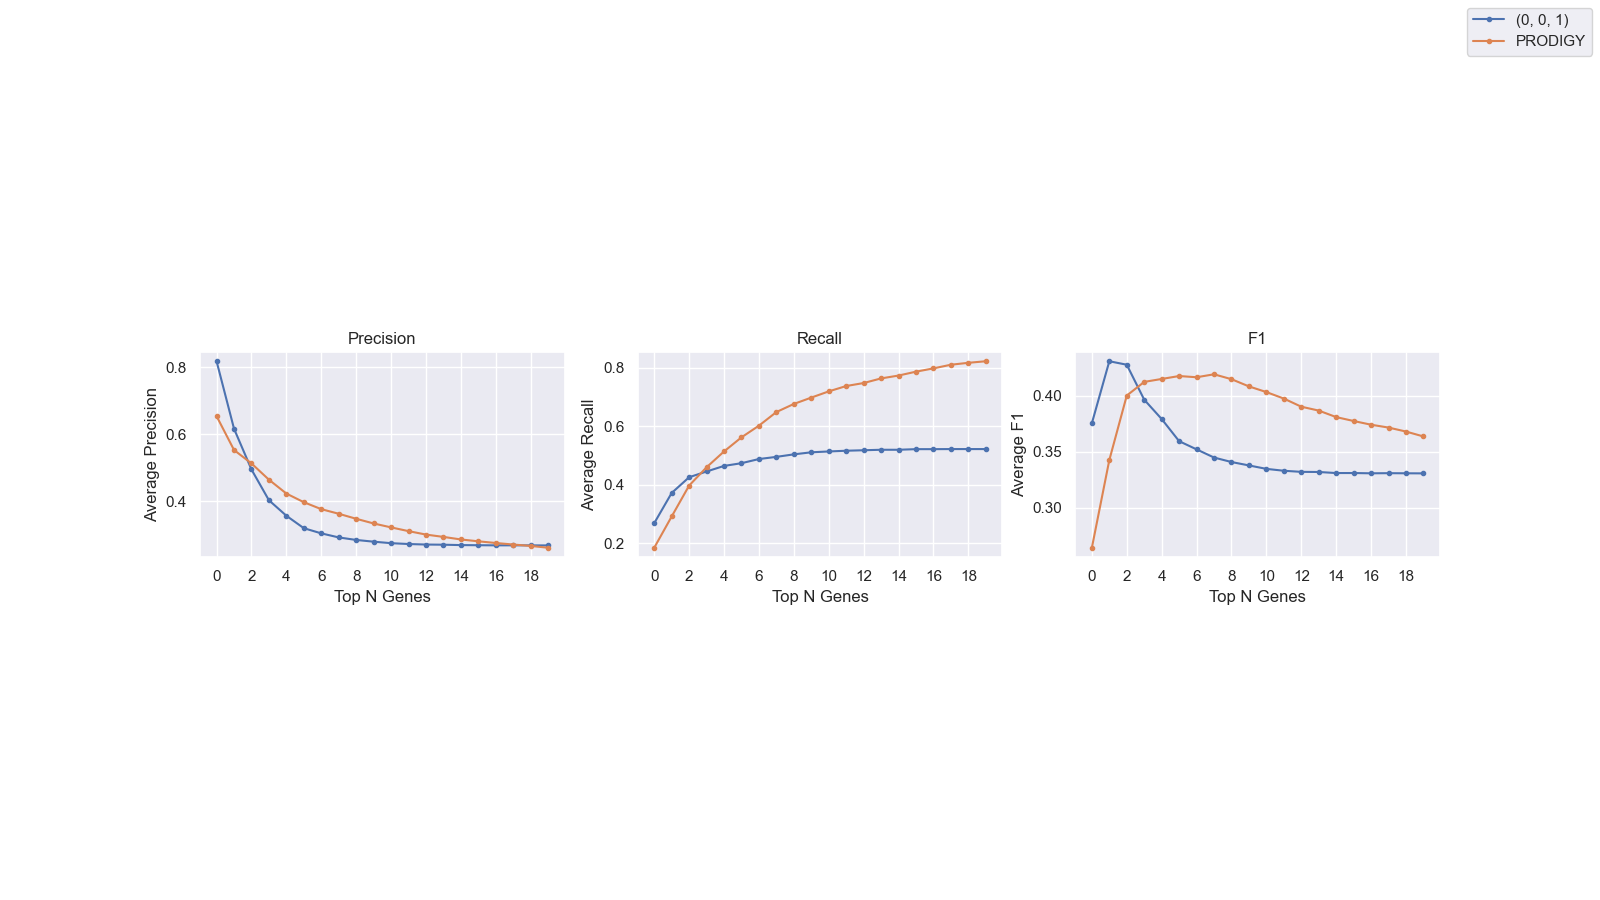 (0, 0, 1)
PRODIGY
Precision
Average Precision
0.8
0.6
0.4
0 2 4 6 8 10 12 14 16 18
Top N Genes
Recall
Average Recall
0.8
0.6
0.4
0.2
0 2 4 6 8 10 12 14 16 18
Top N Genes
F1
Average F1
0.40
0.35
0.30
0 2 4 6 8 10 12 14 16 18
Top N Genes